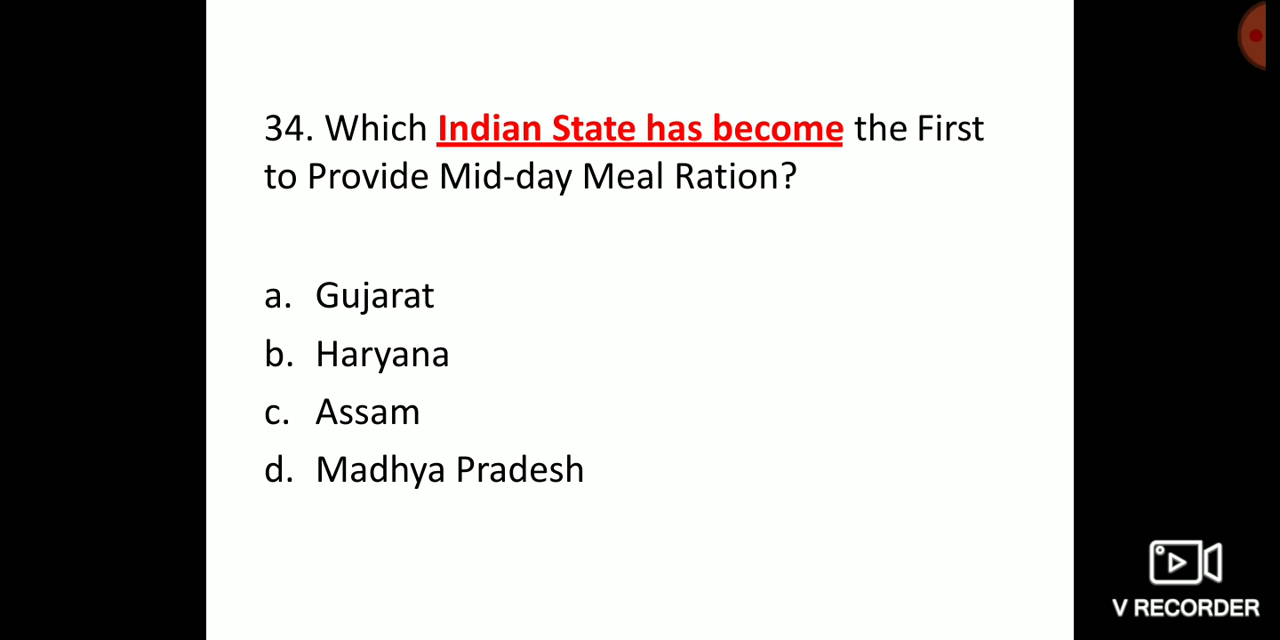 34. Which Indian State has become the First
to Provide Mid-day Meal Ration?
a. Gujarat
b. Haryana
c. Assam
d. Madhya Pradesh
V RECORDER